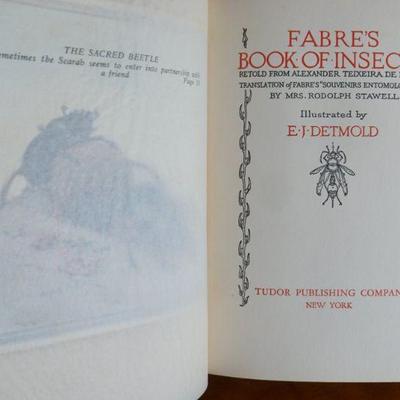 THE SACRED BEETLE
ometimes the Scarab seems to enter into partnership with
a friend
Page
FABRE'S
BOOK OF INSEC
RETOLD FROM ALEXANDER TEIXEIRA DE
TRANSLATION of FABRE'S "SOUVENIRS ENTOMOLO
BY MRS. RODOLPH STAWELL
Illustrated by
E·J·DETMOLD
TUDOR PUBLISHING COMPAN
NEW YORK